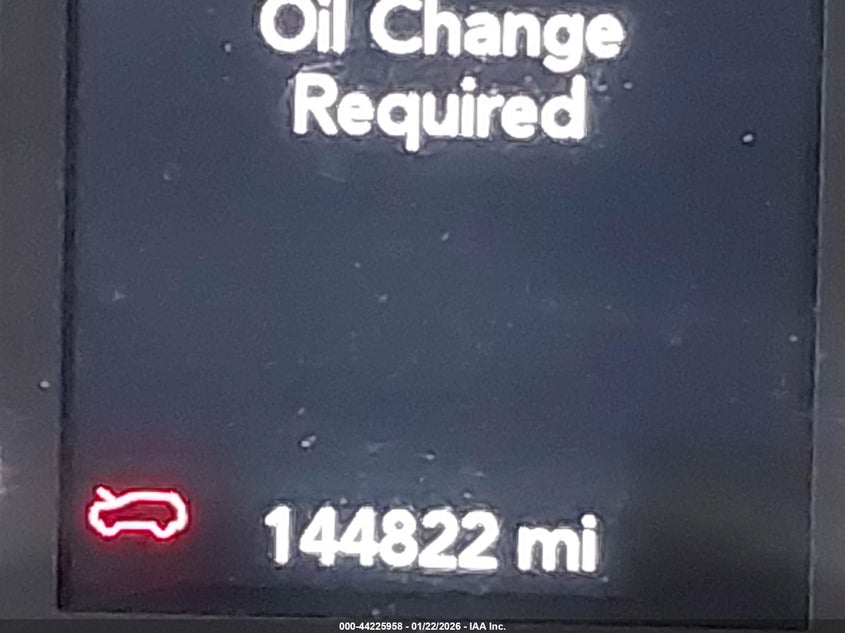 Oil Change
Required
144822 mi
000-44225958 - 01/22/2026 - IAA Inc.